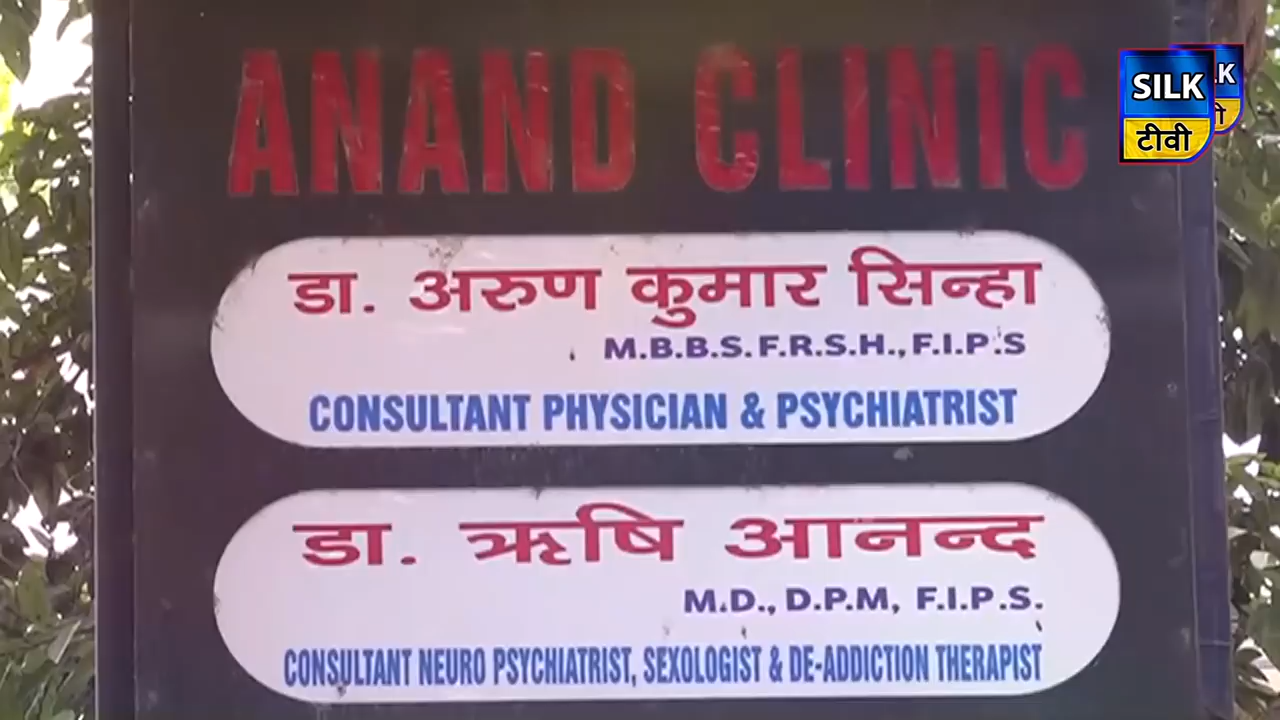 ANAND CLINIC
SILK
टीवी
डा. अरुण कुमार सिन्हा
M.B.B.S. F.R.S.H., F.I.P.S
CONSULTANT PHYSICIAN & PSYCHIATRIST
डा. ऋषि आनन्द
M.D., D.P.M, F.I.P.S.
CONSULTANT NEURO PSYCHIATRIST, SEXOLOGIST & DE-ADDICTION THERAPIST